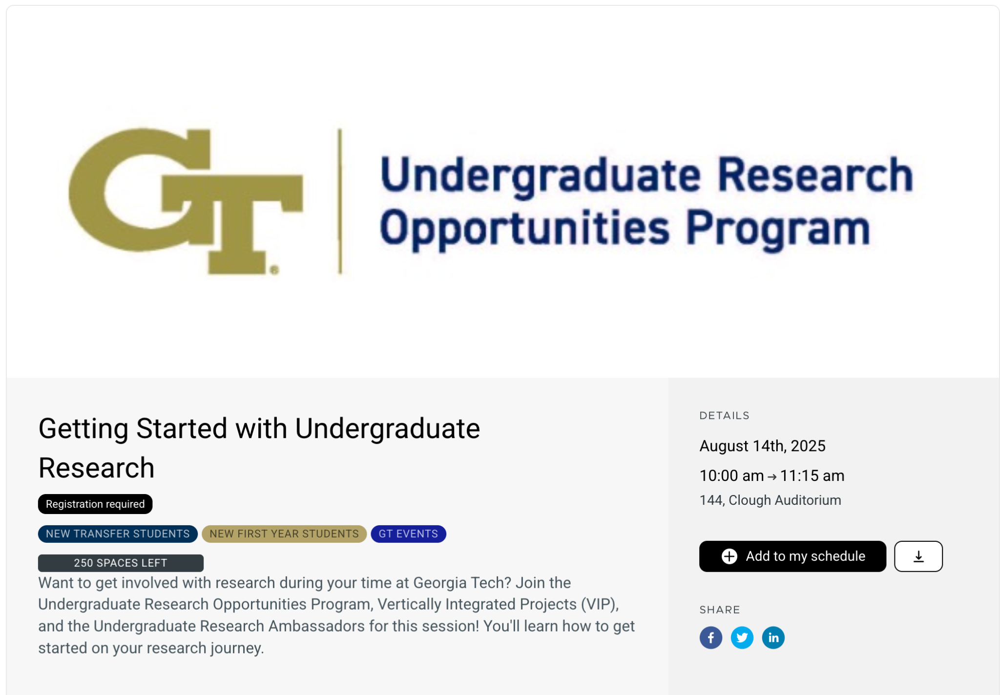 GT
Undergraduate Research
Opportunities Program
Getting Started with Undergraduate
Research
Registration required
NEW TRANSFER STUDENTS
NEW FIRST YEAR STUDENTS
GT EVENTS
250 SPACES LEFT
Want to get involved with research during your time at Georgia Tech? Join the
Undergraduate Research Opportunities Program, Vertically Integrated Projects (VIP),
and the Undergraduate Research Ambassadors for this session! You'll learn how to get
started on your research journey.
DETAILS
August 14th, 2025
10:00 am → 11:15 am
144, Clough Auditorium
Add to my schedule
SHARE